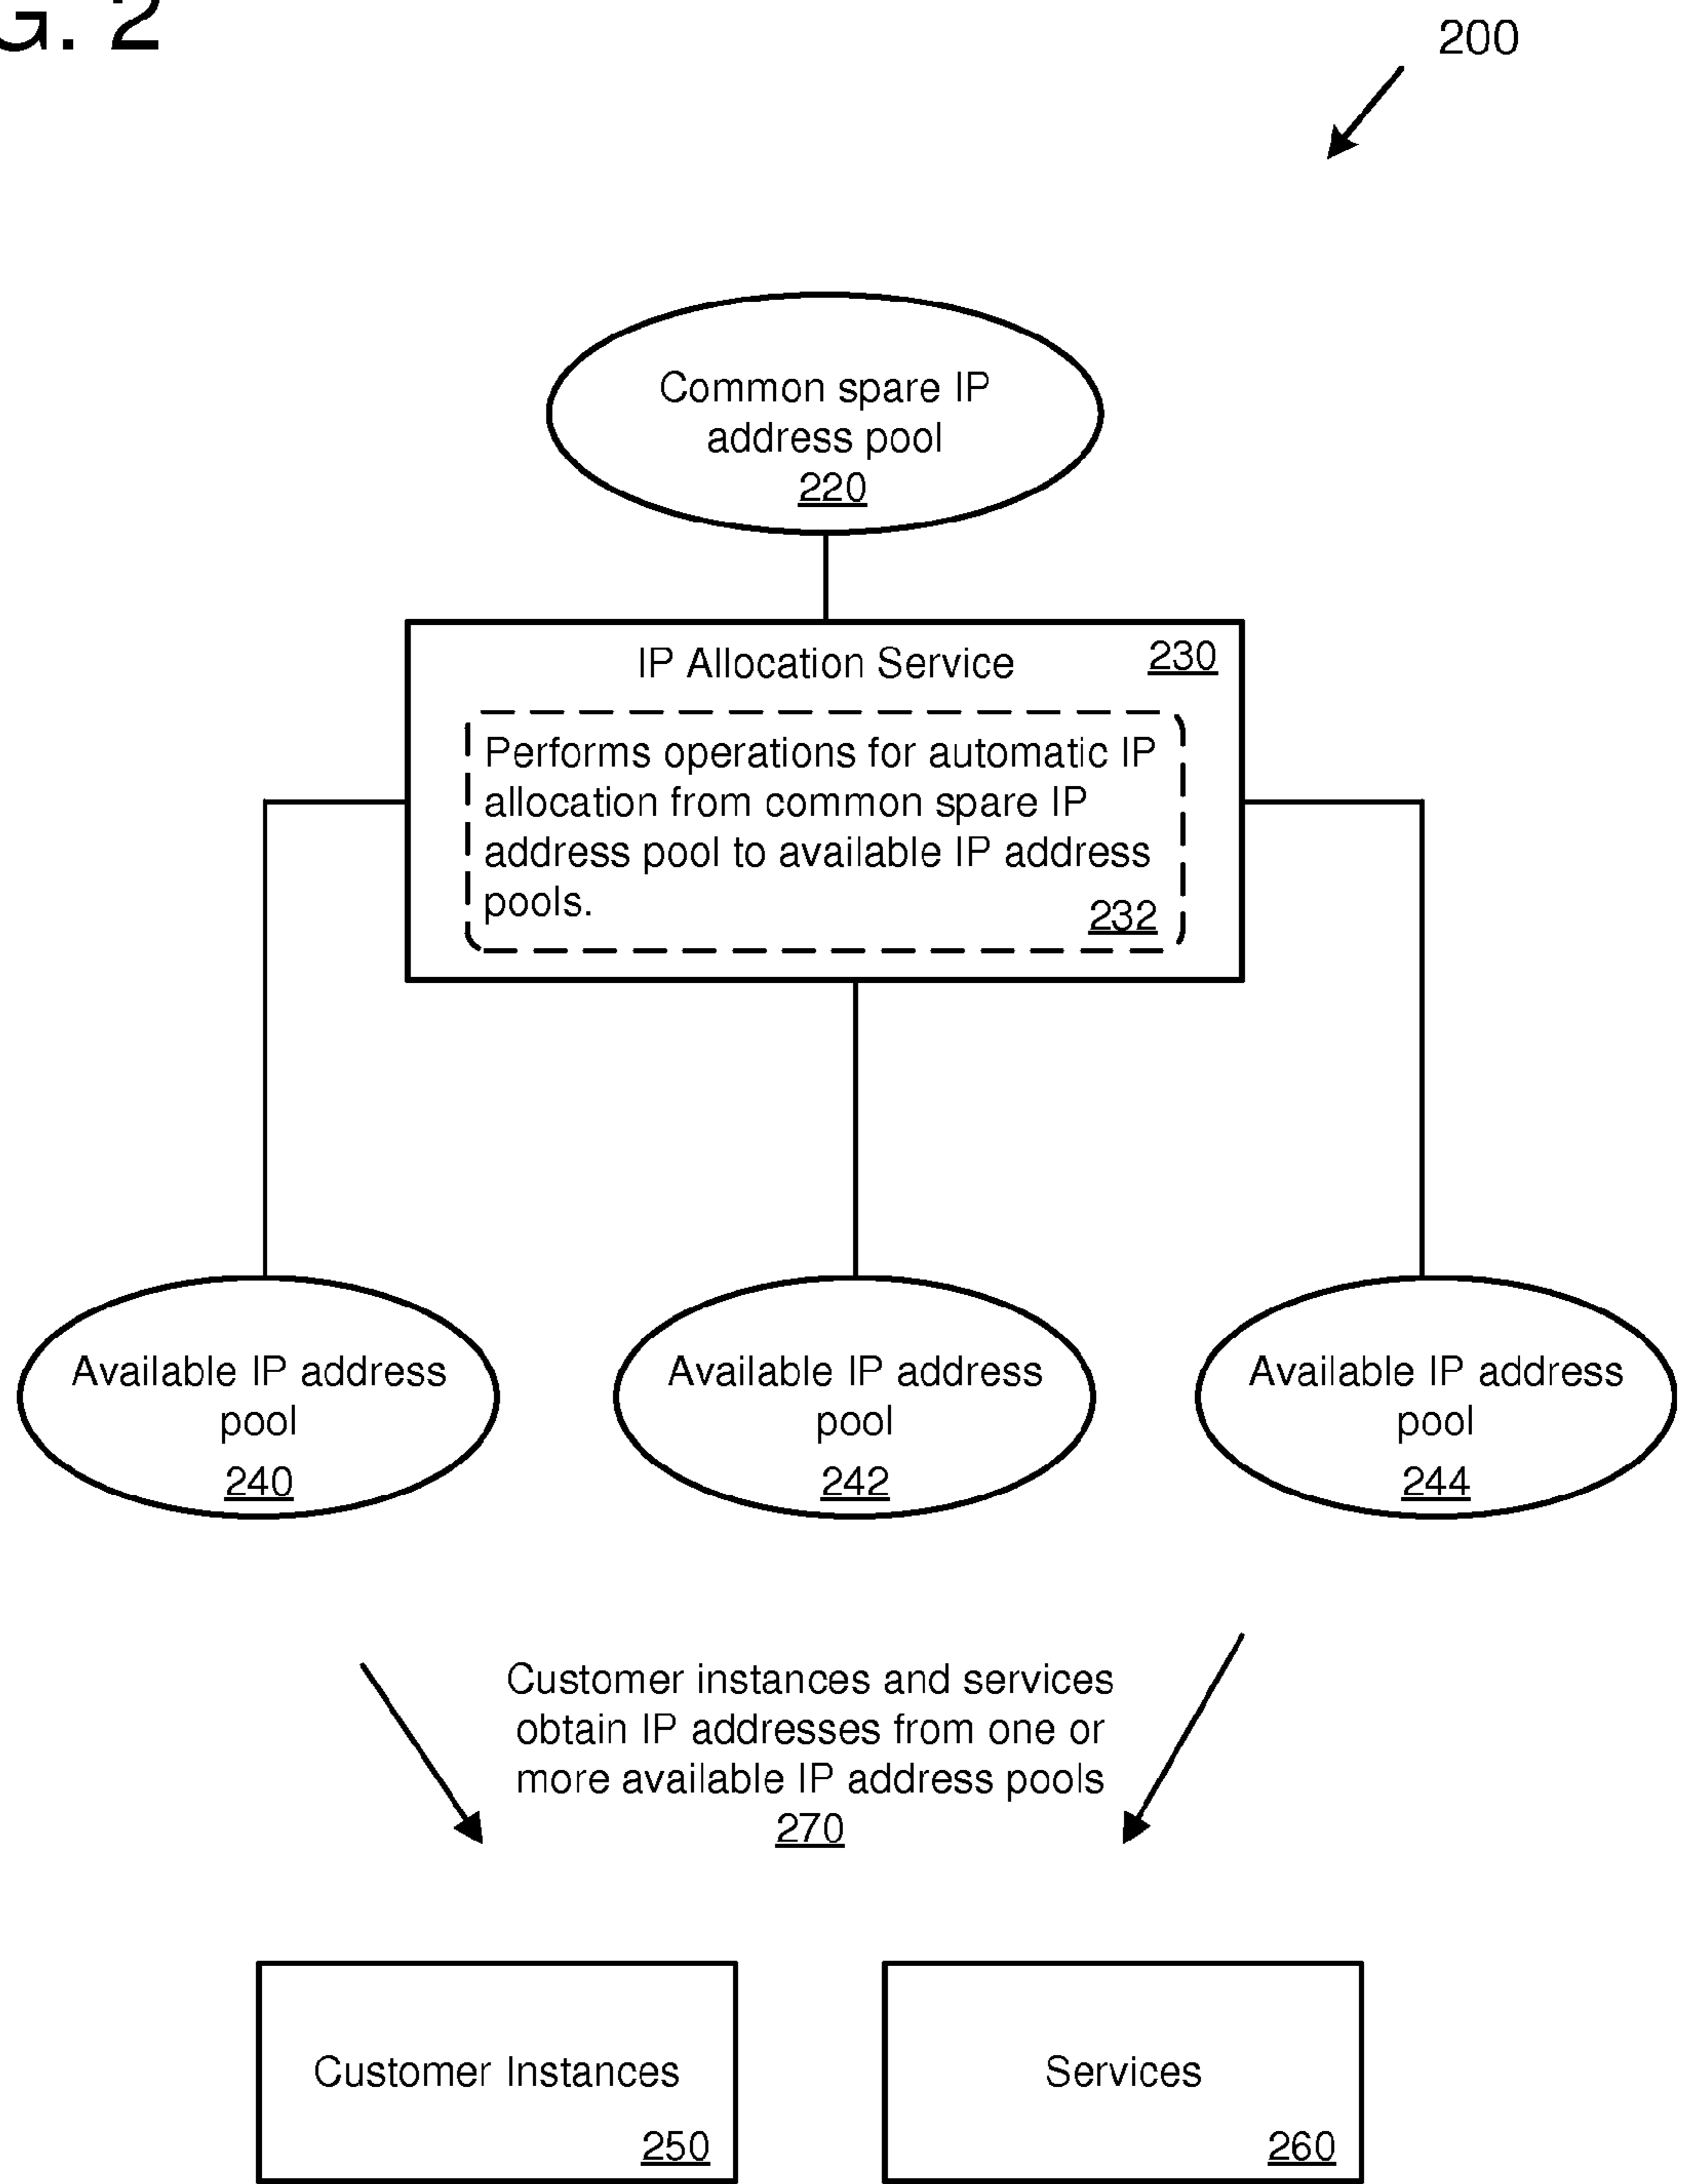 G. 2
200
Common spare IP
address pool
220
IP Allocation Service
230
Performs operations for automatic IP
allocation from common spare IP
address pool to available IP address
pools.
232
Available IP address
pool
240
Available IP address
pool
242
Available IP address
pool
244
Customer instances and services
obtain IP addresses from one or
more available IP address pools
270
Customer Instances
250
Services
260